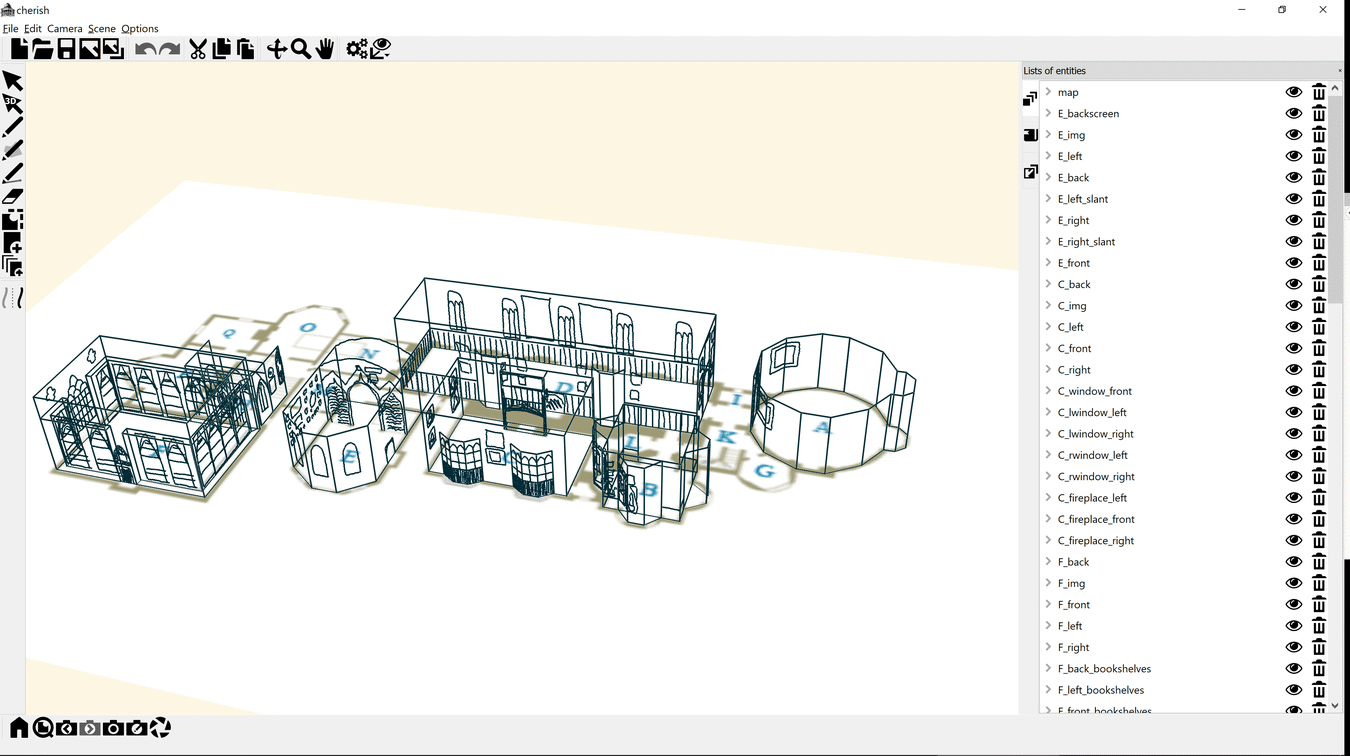 cherish
File Edit Camera Scene Options
3D
Lists of entities
map
E_backscreen
E_img
E_left
E_back
E_left_slant
E_right
E_right_slant
E_front
C_back
C_img
C_left
C_front
C_right
C_window_front
C_lwindow_left
C_lwindow_right
C_rwindow_left
C_rwindow_right
C_fireplace_left
C_fireplace_front
C_fireplace_right
F_back
F_img
F_front
F_left
F_right
F_back_bookshelves
F_left_bookshelves
F_front_bookshelves
Q
O
N
D
I
A
L
K
G
E
B